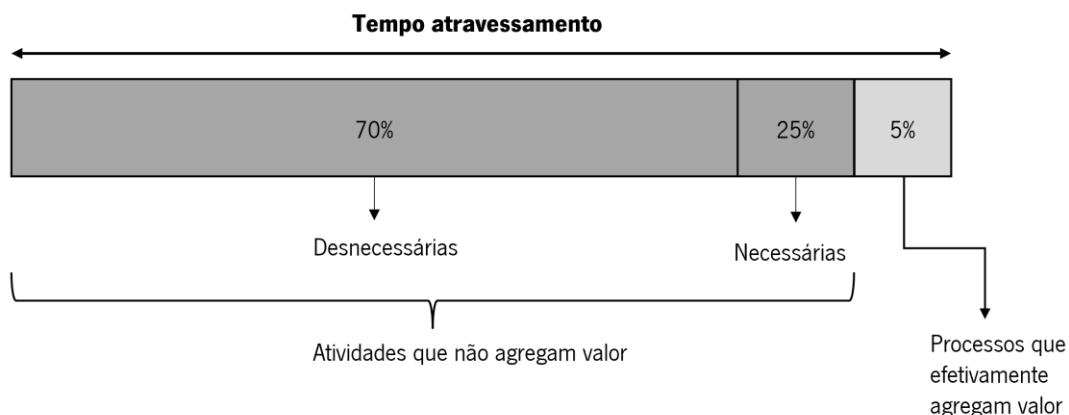 Tempo atravessamento
70%
25%
5%
Desnecessárias
Necessárias
Atividades que não agregam valor
Processos que
efetivamente
agregam valor